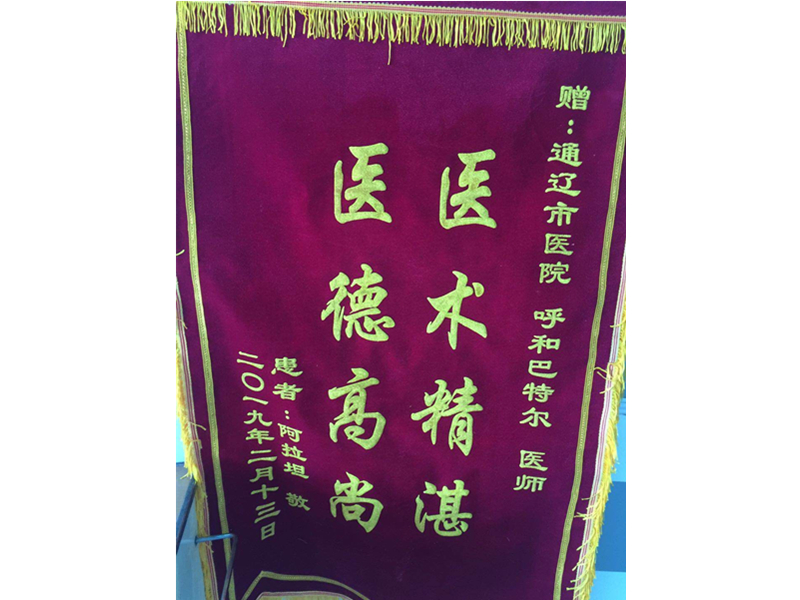 赠：通辽市医院 呼和巴特尔 医师
医术精湛
医德高尚
患者：阿拉坦 敬
二〇一九年二月十三日